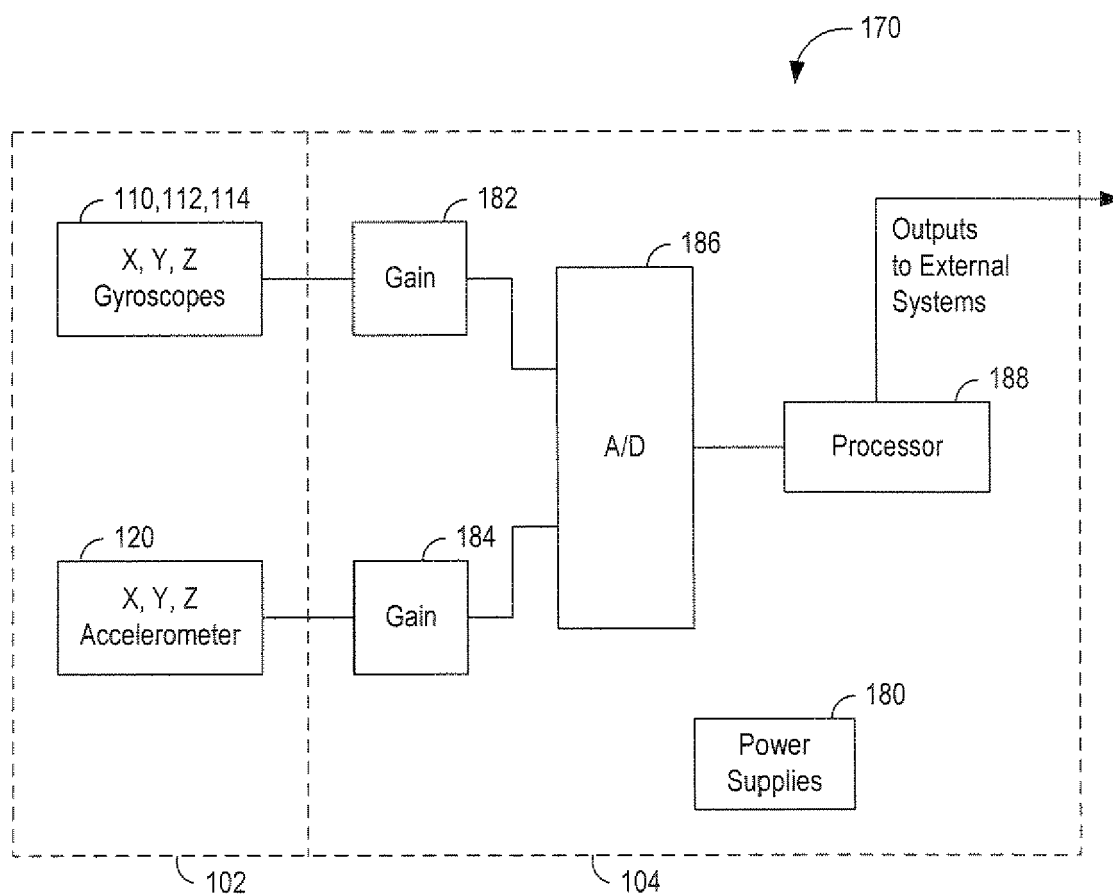 170
110,112,114
X, Y, Z
Gyroscopes
182
Gain
186
A/D
Outputs
to External
Systems
188
Processor
120
X, Y, Z
Accelerometer
184
Gain
180
Power
Supplies
102
104